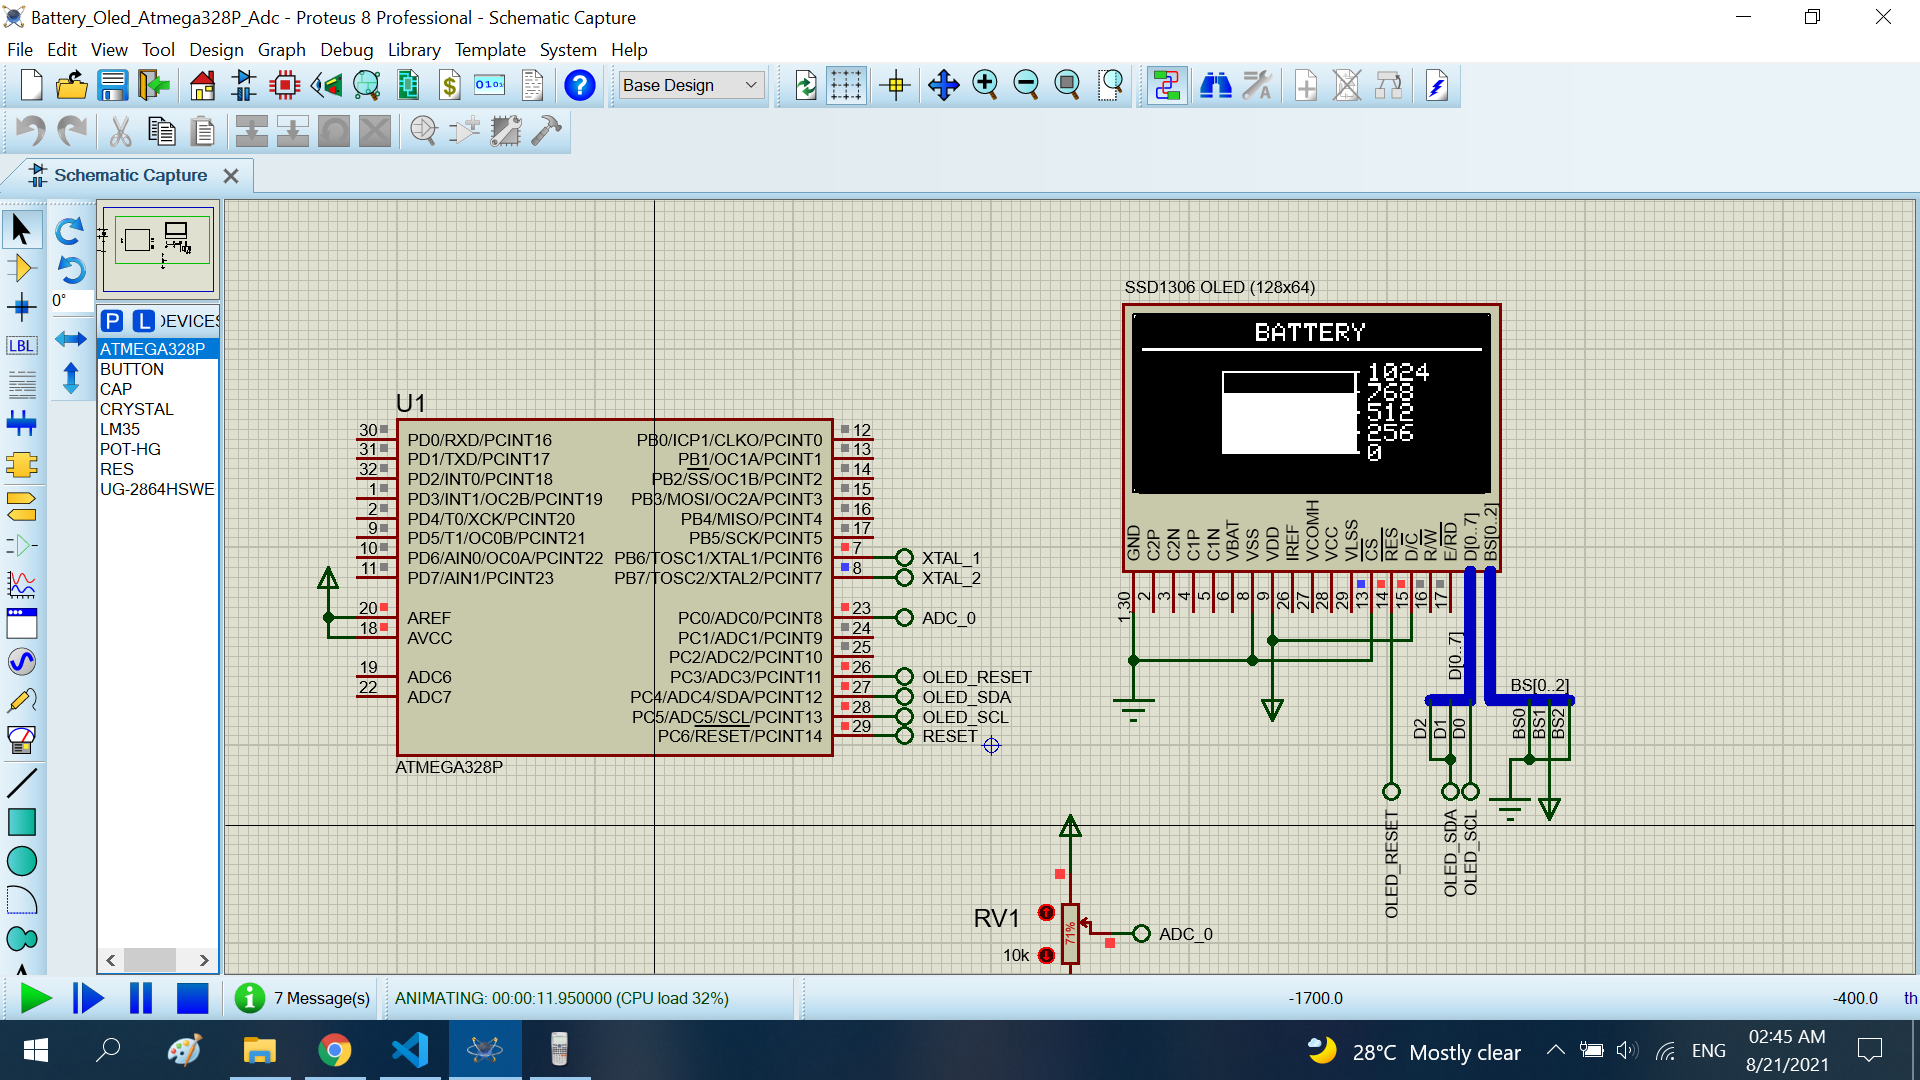 Battery_Oled_Atmega328P_Adc - Proteus 8 Professional - Schematic Capture
File Edit View Tool Design Graph Debug Library Template System Help
Base Design
Schematic Capture
0°
LBL
P L DEVICES
ATMEGA328P
BUTTON
CAP
CRYSTAL
LM35
POT-HG
RES
UG-2864HSWE
U1
30 PD0/RXD/PCINT16
31 PD1/TXD/PCINT17
32 PD2/INT0/PCINT18
1 PD3/INT1/OC2B/PCINT19
2 PD4/T0/XCK/PCINT20
9 PD5/T1/OC0B/PCINT21
10 PD6/AIN0/OC0A/PCINT22
11 PD7/AIN1/PCINT23
20 AREF
18 AVCC
19 ADC6
22 ADC7
PB0/ICP1/CLKO/PCINT0 12
PB1/OC1A/PCINT1 13
PB2/SS/OC1B/PCINT2 14
PB3/MOSI/OC2A/PCINT3 15
PB4/MISO/PCINT4 16
PB5/SCK/PCINT5 17
PB6/TOSC1/XTAL1/PCINT6 7 XTAL_1
PB7/TOSC2/XTAL2/PCINT7 8 XTAL_2
PC0/ADC0/PCINT8 23 ADC_0
PC1/ADC1/PCINT9 24
PC2/ADC2/PCINT10 25
PC3/ADC3/PCINT11 26 OLED_RESET
PC4/ADC4/SDA/PCINT12 27 OLED_SDA
PC5/ADC5/SCL/PCINT13 28 OLED_SCL
PC6/RESET/PCINT14 29 RESET
ATMEGA328P
SSD1306 OLED (128x64)
BATTERY
1024
768
512
256
0
GND C2P C2N C1P C1N VBAT VSS VDD IREF VCOMH VCC VLSS CS RES D/C R/W E/RD D[0..7] BS[0..2]
1,30 2 3 4 5 6 8 9 26 27 28 29 13 14 15 16 17
D[0..7]
BS[0..2]
D2 D1 D0 BS0 BS1 BS2
OLED_RESET
OLED_SDA
OLED_SCL
RV1
10k
71%
ADC_0
7 Message(s)
ANIMATING: 00:00:11.950000 (CPU load 32%)
-1700.0
-400.0
th
28°C Mostly clear
ENG
02:45 AM
8/21/2021